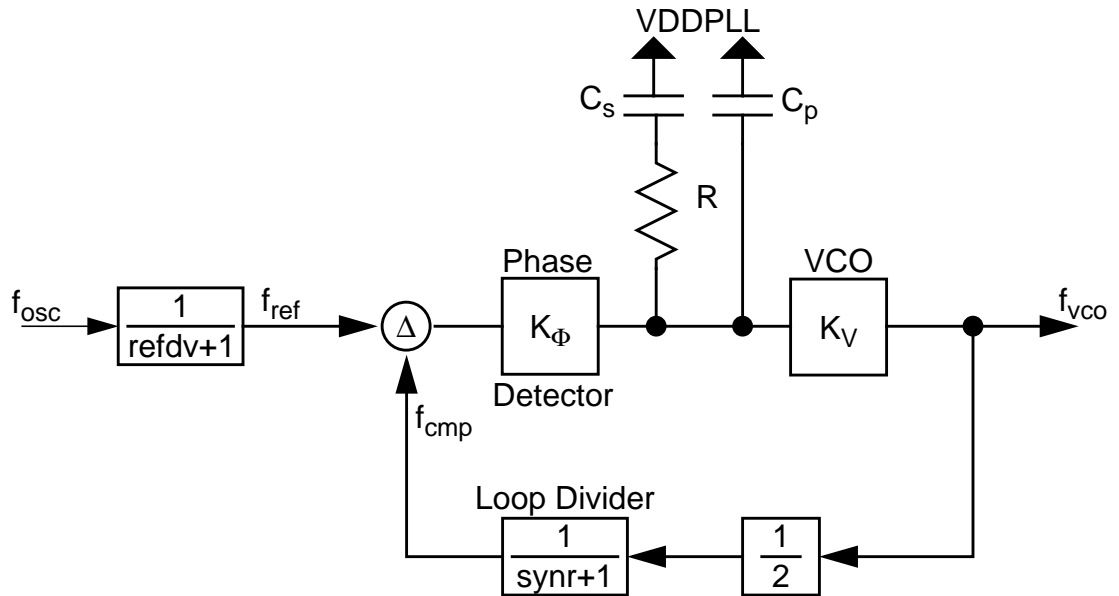 VDDPLL
Cs
Cp
R
Phase
VCO
fosc
1
refdv+1
fref
Δ
KΦ
KV
fvco
Detector
fcmp
Loop Divider
1
synr+1
1
2